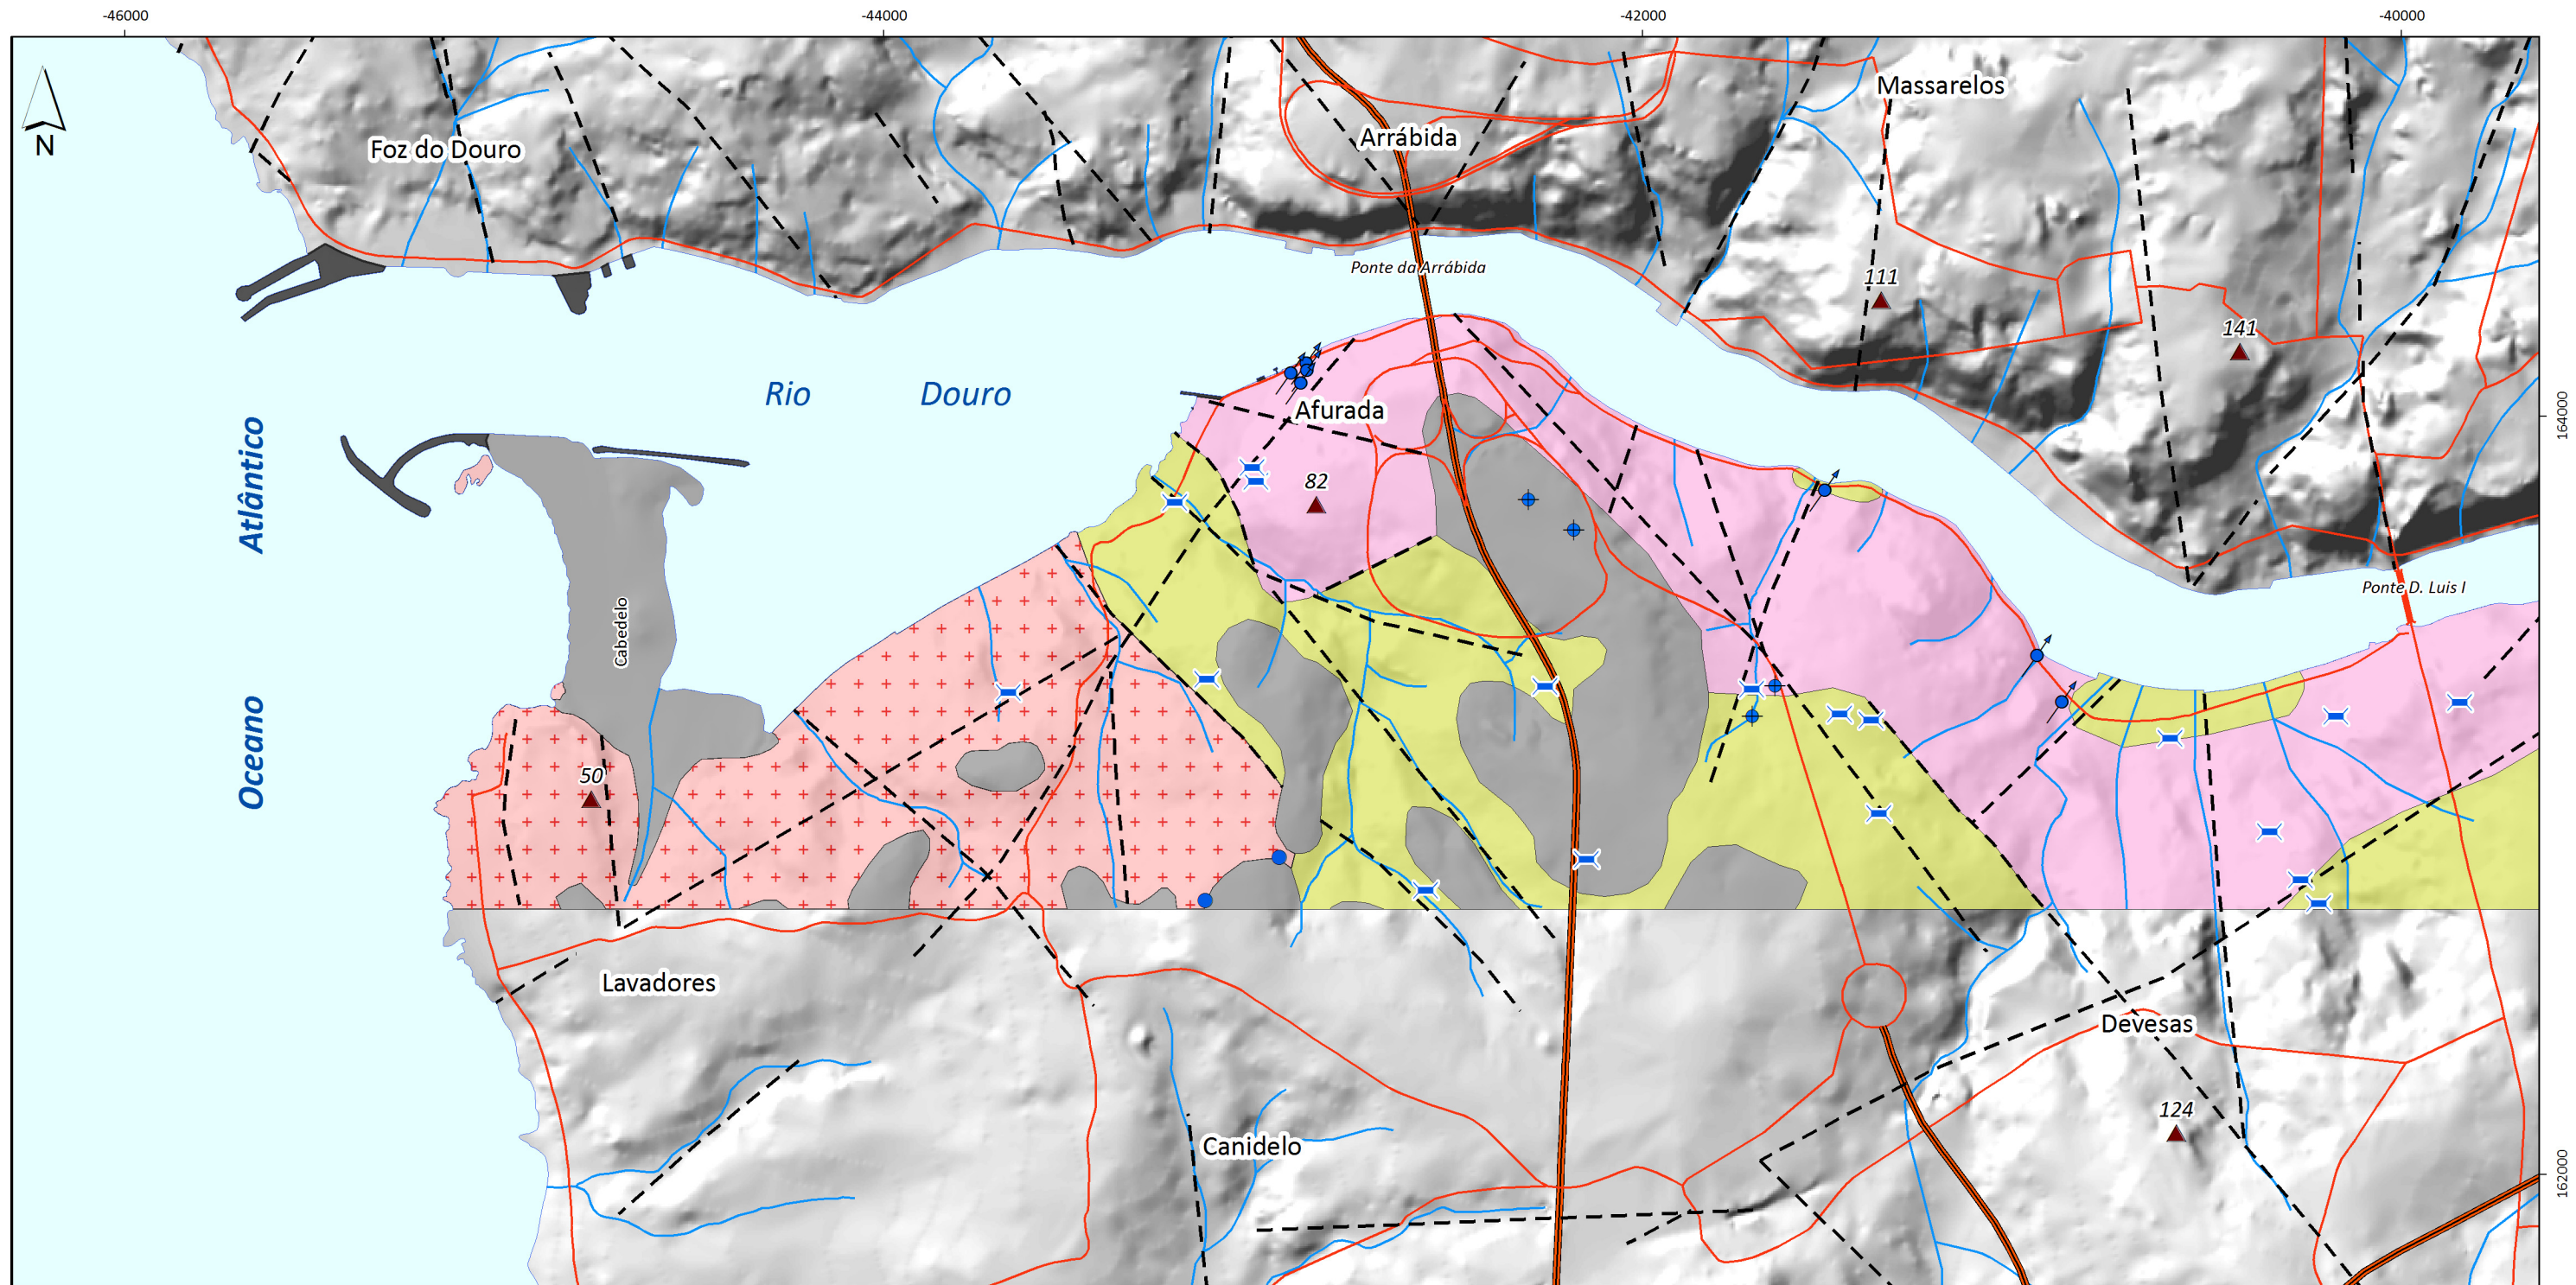 -46000
-44000
-42000
-40000
N
Foz do Douro
Arrábida
Massarelos
Ponte da Arrábida
111
141
Rio Douro
Afurada
164000
Oceano Atlântico
82
Ponte D. Luis I
Cabedelo
50
Lavadores
Devesas
124
Canidelo
162000